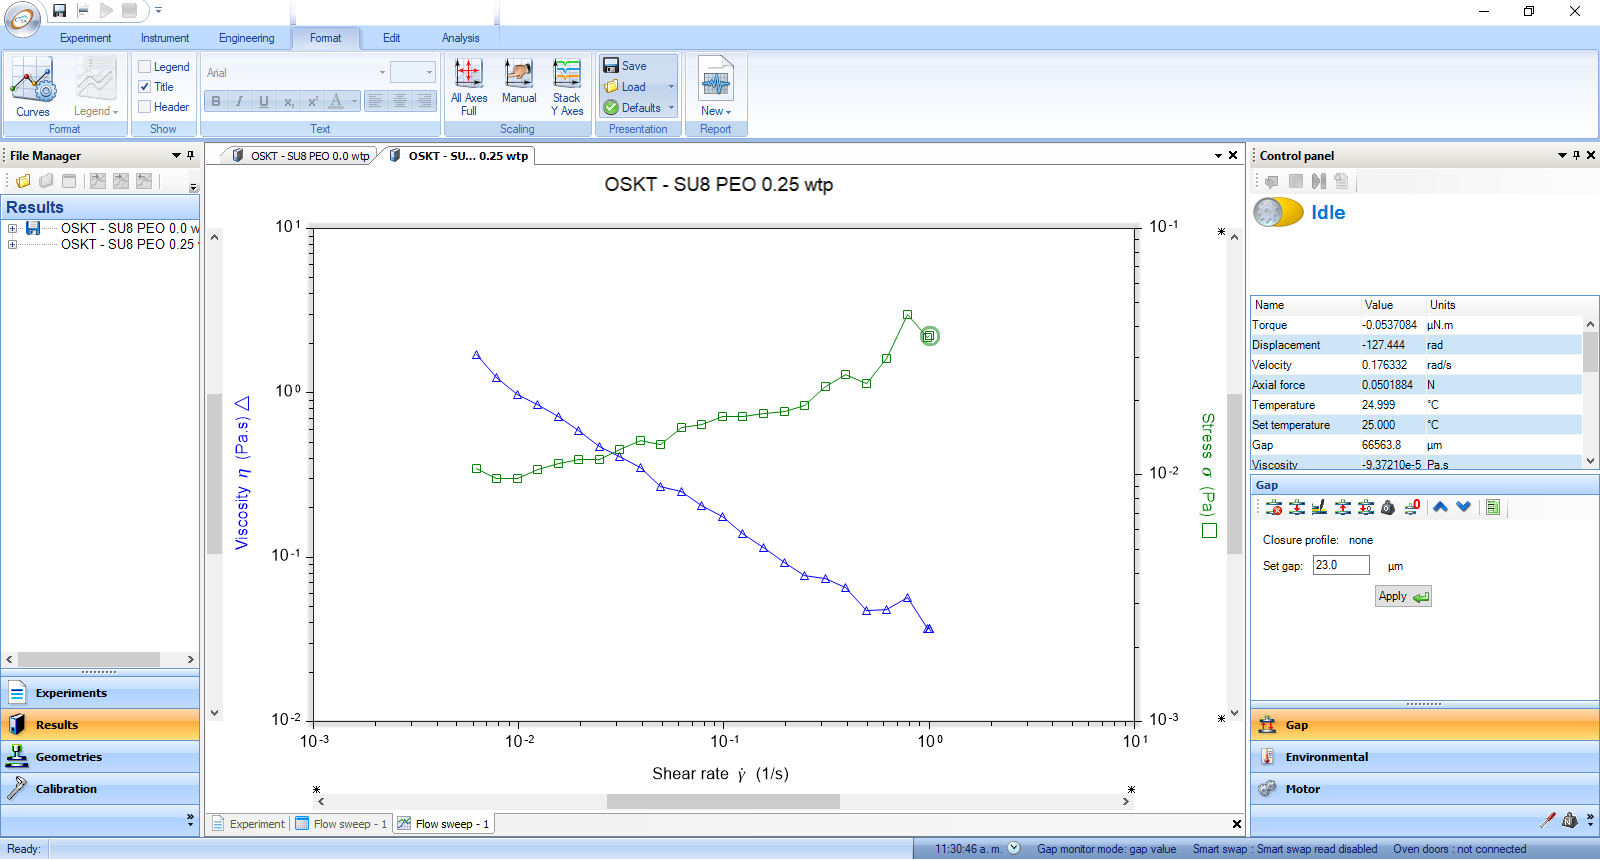 Experiment Instrument Engineering Format Edit Analysis
Curves
Legend
Format
Legend
Title
Header
Show
Arial
B I U x₁ x² A
Text
All Axes Full
Manual
Stack Y Axes
Scaling
Save
Load
Defaults
Presentation
New
Report
File Manager
Results
OSKT - SU8 PEO 0.0 w
OSKT - SU8 PEO 0.25
Experiments
Results
Geometries
Calibration
OSKT - SU8 PEO 0.0 wtp
OSKT - SU... 0.25 wtp
OSKT - SU8 PEO 0.25 wtp
10¹
10⁰
10⁻¹
10⁻²
Viscosity η (Pa.s)
10⁻¹
10⁻²
10⁻³
Stress σ (Pa)
10⁻³ 10⁻² 10⁻¹ 10⁰ 10¹
Shear rate γ̇ (1/s)
Experiment Flow sweep - 1 Flow sweep - 1
Control panel
Idle
Name Value Units
Torque -0.0537084 µN.m
Displacement -127.444 rad
Velocity 0.176332 rad/s
Axial force 0.0501884 N
Temperature 24.999 °C
Set temperature 25.000 °C
Gap 66563.8 µm
Viscosity -9.37210e-5 Pa.s
Gap
Closure profile: none
Set gap: 23.0 µm
Apply
Gap
Environmental
Motor
Ready:
11:30:46 a. m. Gap monitor mode: gap value Smart swap : Smart swap read disabled Oven doors : not connected